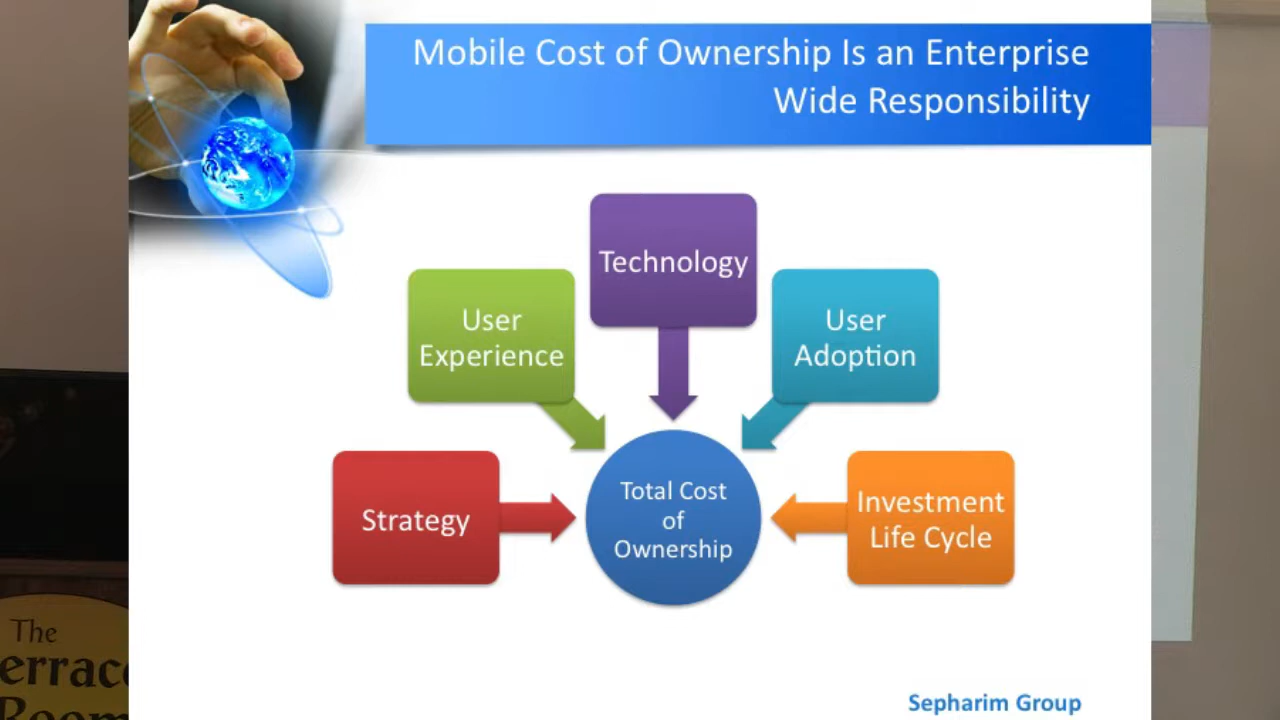 Mobile Cost of Ownership Is an Enterprise
Wide Responsibility
Technology
User
Experience
User
Adoption
Strategy
Total Cost
of
Ownership
Investment
Life Cycle
Sepharim Group
The